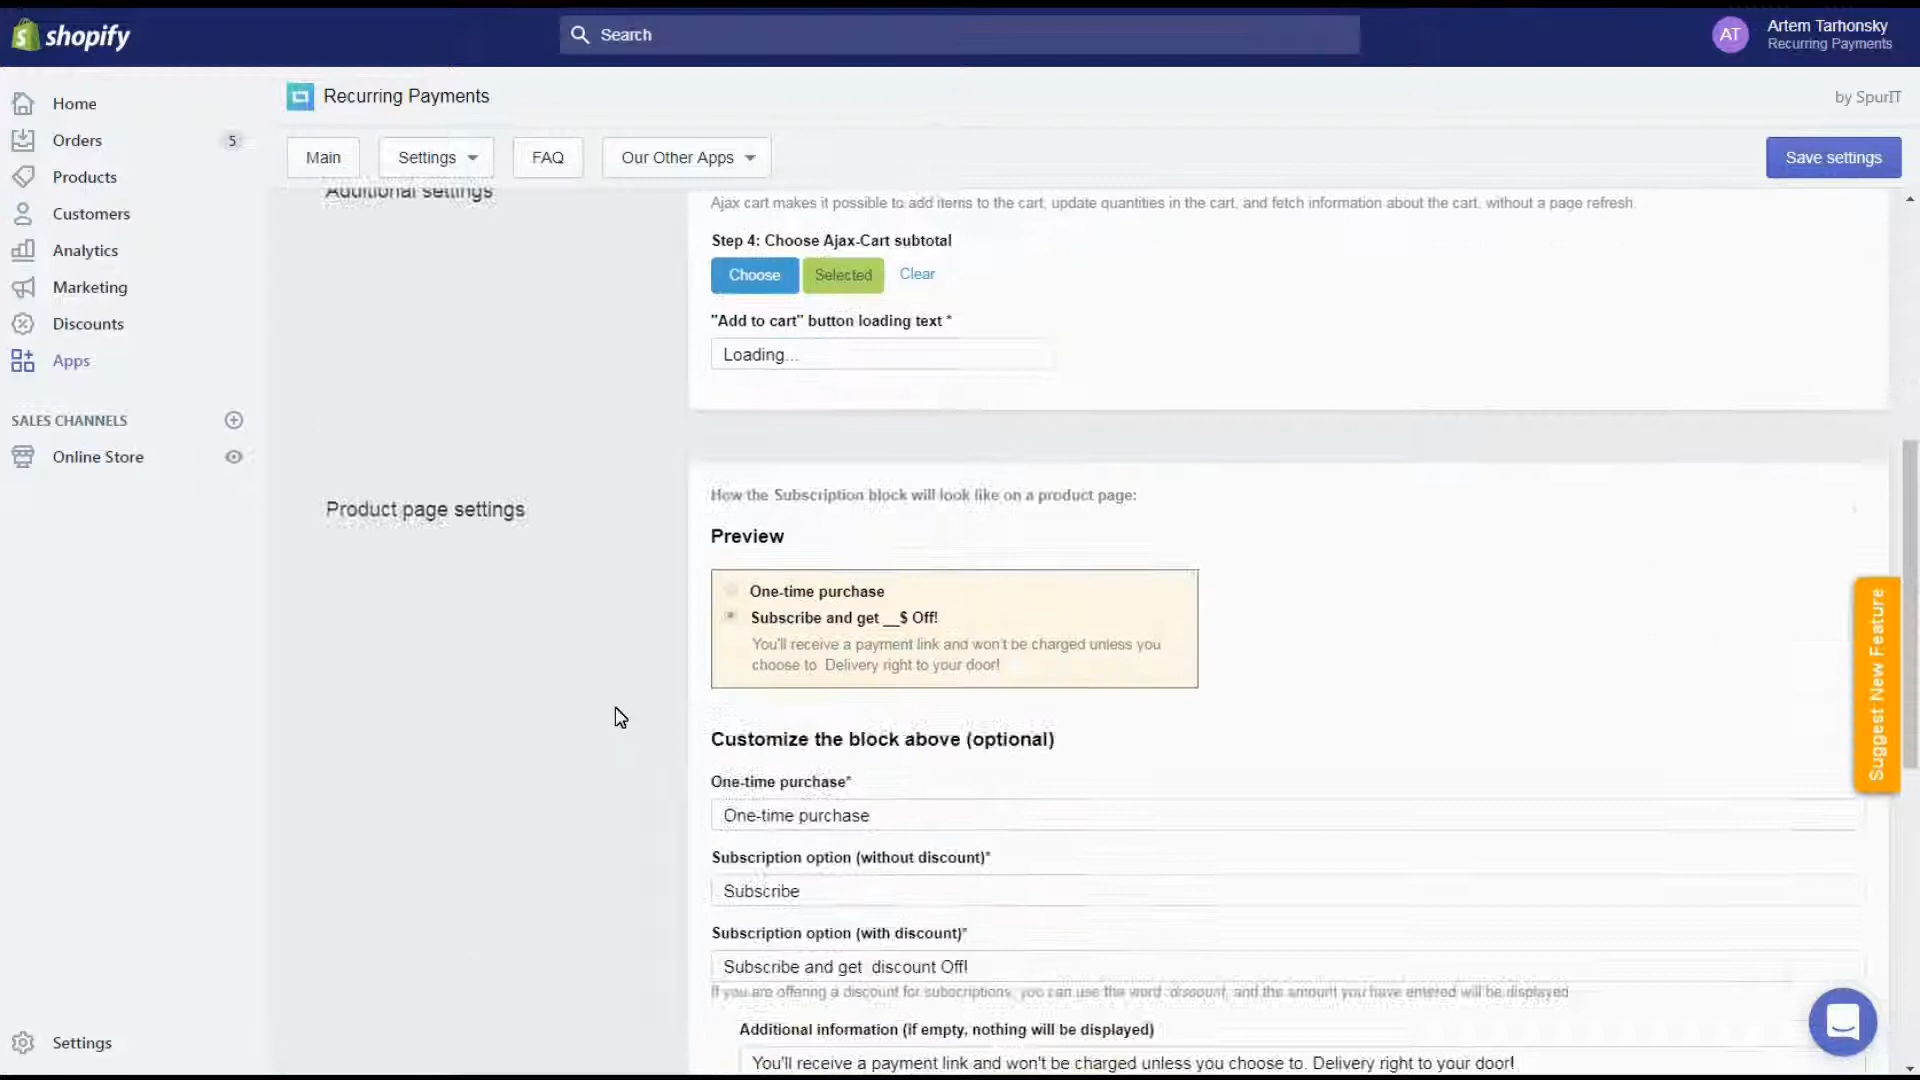 shopify
Search
AT
Artem Tarhonsky
Recurring Payments
Home
Orders
5
Products
Customers
Analytics
Marketing
Discounts
Apps
SALES CHANNELS
Online Store
Settings
Recurring Payments
by SpurIT
Main
Settings
FAQ
Our Other Apps
Save settings
Additional settings
Ajax cart makes it possible to add items to the cart, update quantities in the cart, and fetch information about the cart, without a page refresh.
Step 4: Choose Ajax-Cart subtotal
Choose
Selected
Clear
"Add to cart" button loading text *
Loading...
Product page settings
How the Subscription block will look like on a product page:
Preview
One-time purchase
Subscribe and get __$ Off!
You'll receive a payment link and won't be charged unless you
choose to. Delivery right to your door!
Customize the block above (optional)
One-time purchase*
One-time purchase
Subscription option (without discount)*
Subscribe
Subscription option (with discount)*
Subscribe and get discount Off!
If you are offering a discount for subscriptions, you can use the word discount, and the amount you have entered will be displayed
Additional information (if empty, nothing will be displayed)
You'll receive a payment link and won't be charged unless you choose to. Delivery right to your door!
Suggest New Feature